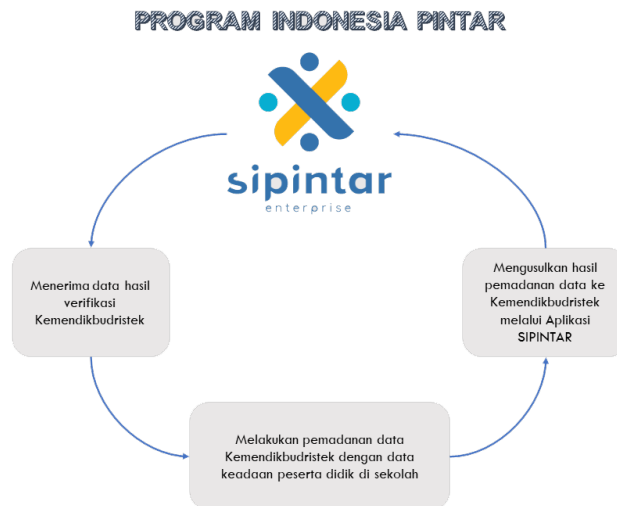 PROGRAM INDONESIA PINTAR
sipintar
enterprise
Menerima data hasil
verifikasi
Kemendikbudristek
Mengusulkan hasil
pemadanan data ke
Kemendikbudristek
melalui Aplikasi
SIPINTAR
Melakukan pemadanan data
Kemendikbudristek dengan data
keadaan peserta didik di sekolah